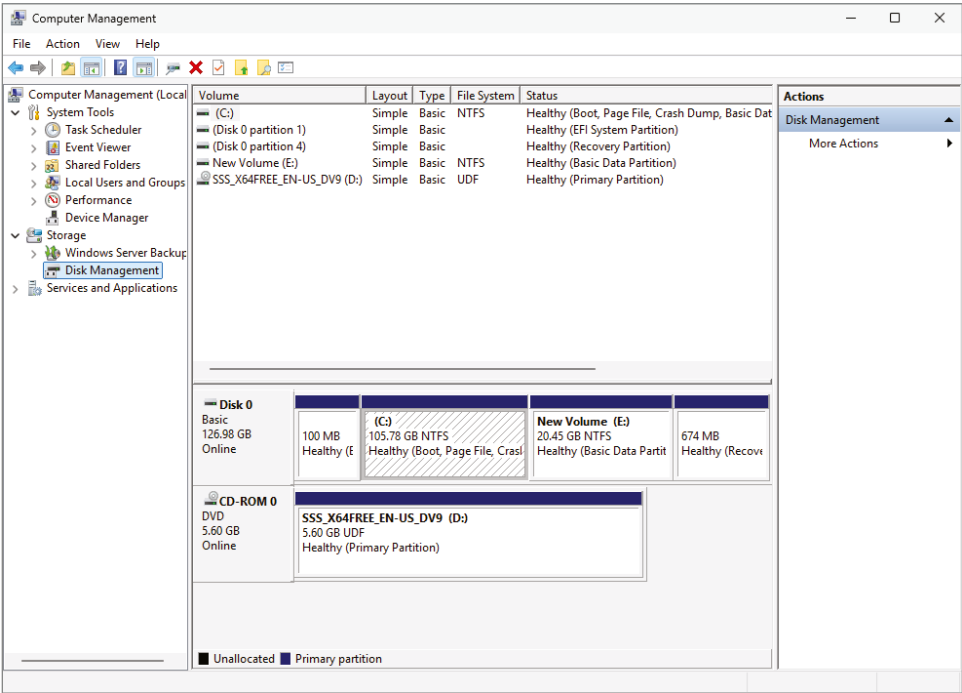 Computer Management
File Action View Help
Computer Management (Local
System Tools
Task Scheduler
Event Viewer
Shared Folders
Local Users and Groups
Performance
Device Manager
Storage
Windows Server Backup
Disk Management
Services and Applications
Volume Layout Type File System Status
(C:) Simple Basic NTFS Healthy (Boot, Page File, Crash Dump, Basic Dat
(Disk 0 partition 1) Simple Basic Healthy (EFI System Partition)
(Disk 0 partition 4) Simple Basic Healthy (Recovery Partition)
New Volume (E:) Simple Basic NTFS Healthy (Basic Data Partition)
SSS_X64FREE_EN-US_DV9 (D:) Simple Basic UDF Healthy (Primary Partition)
Disk 0
Basic
126.98 GB
Online
100 MB
Healthy (E
(C:)
105.78 GB NTFS
Healthy (Boot, Page File, Crasl
New Volume (E:)
20.45 GB NTFS
Healthy (Basic Data Partit
674 MB
Healthy (Recove
CD-ROM 0
DVD
5.60 GB
Online
SSS_X64FREE_EN-US_DV9 (D:)
5.60 GB UDF
Healthy (Primary Partition)
Unallocated Primary partition
Actions
Disk Management
More Actions